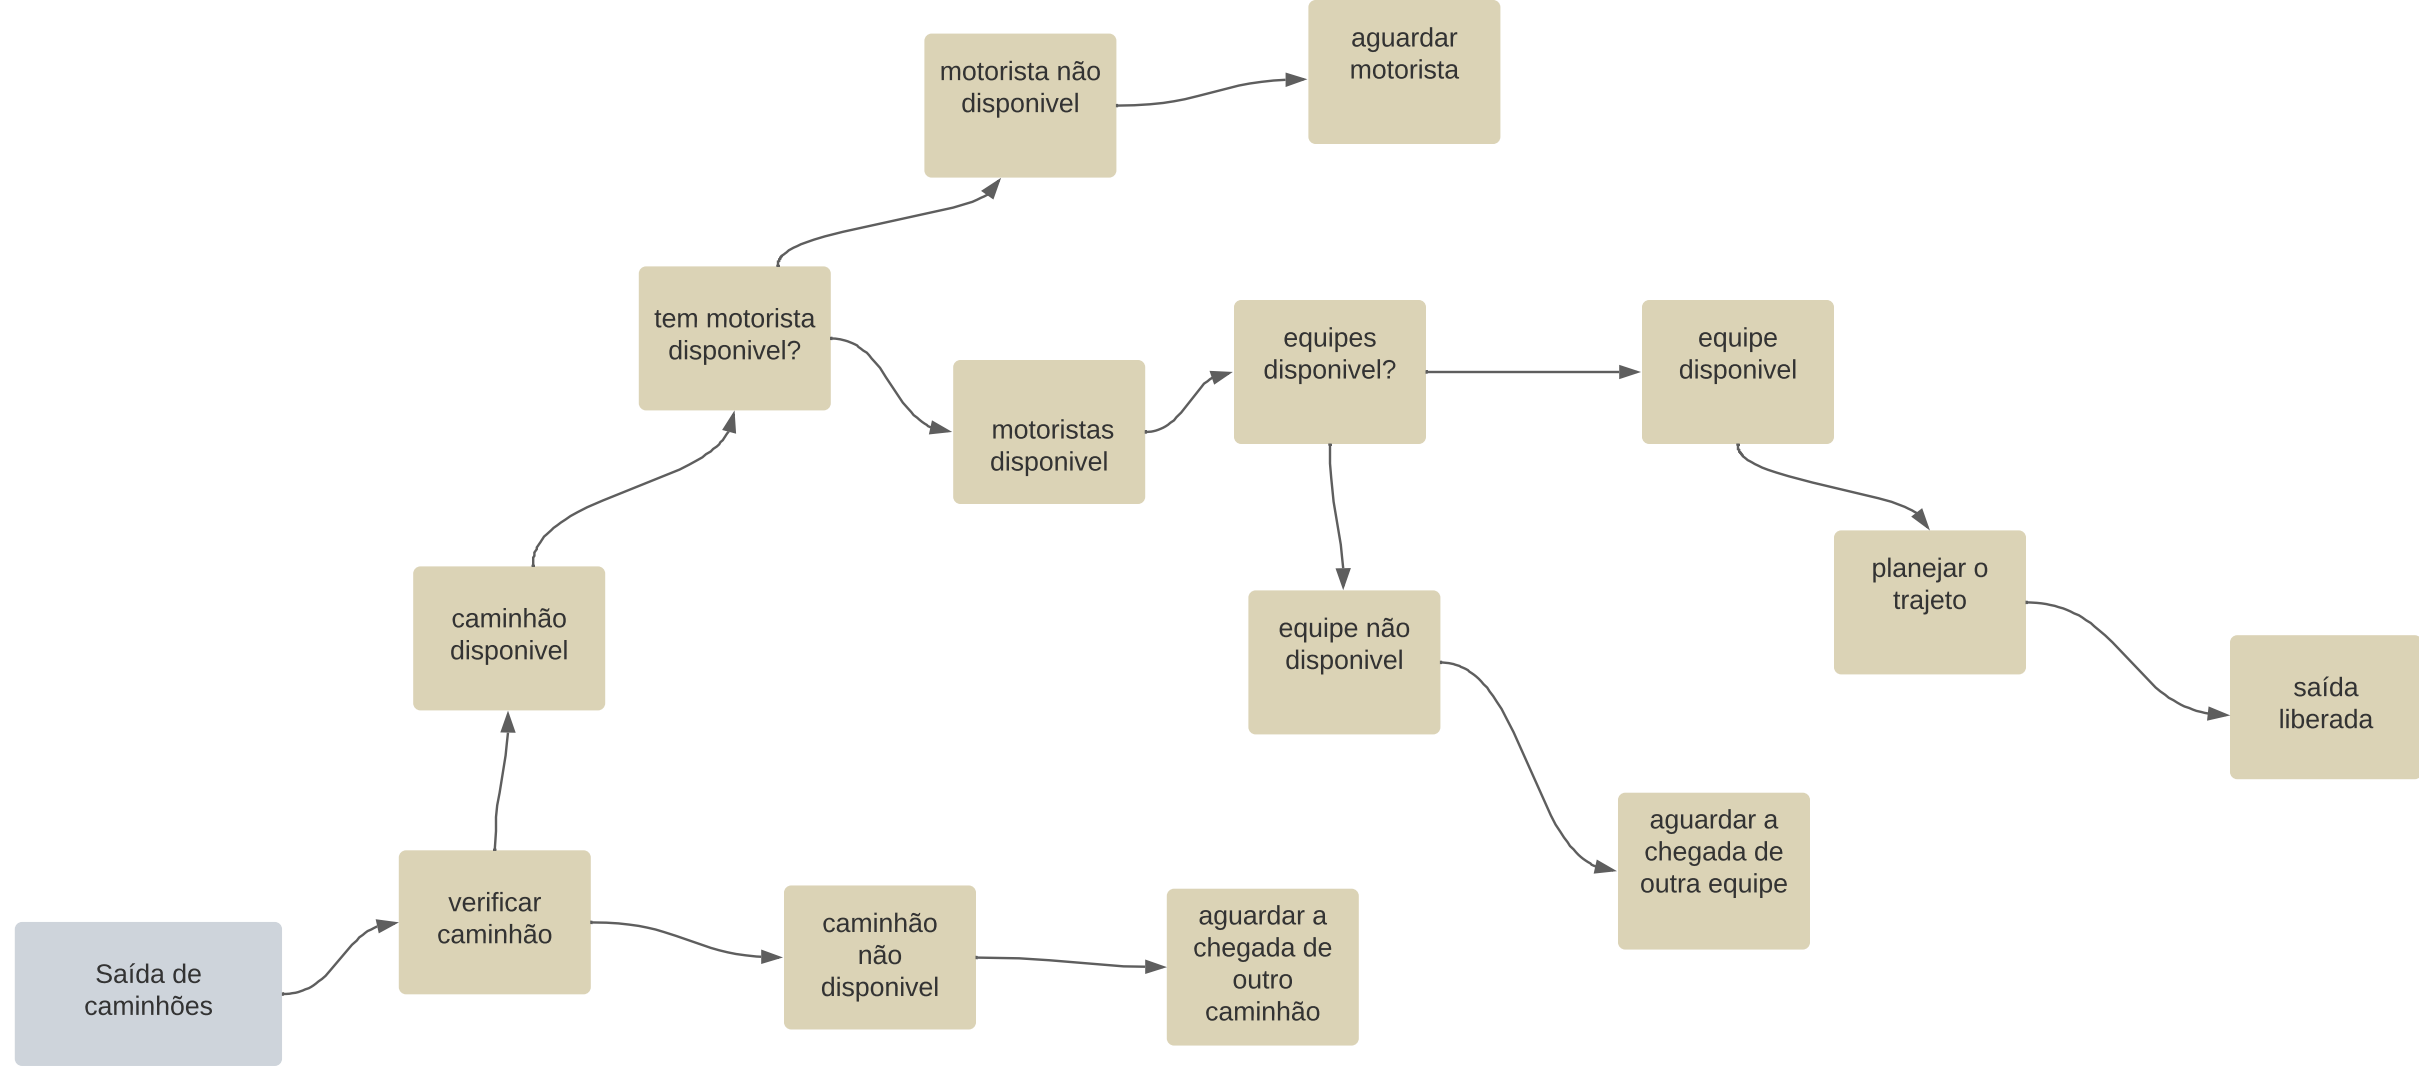 aguardar
motorista
motorista não
disponivel
tem motorista
disponivel?
equipes
disponivel?
equipe
disponivel
motoristas
disponivel
planejar o
trajeto
caminhão
disponivel
equipe não
disponivel
saída
liberada
aguardar a
chegada de
outra equipe
verificar
caminhão
caminhão
não
disponivel
aguardar a
chegada de
outro
caminhão
Saída de
caminhões